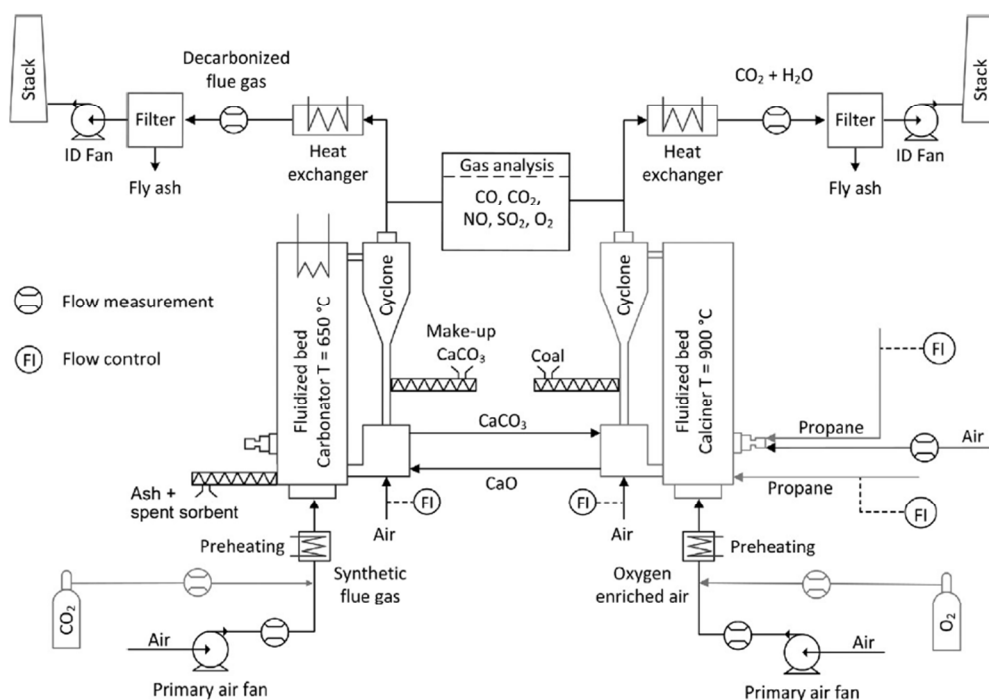 Stack
Decarbonized
flue gas
Filter
ID Fan
Fly ash
Heat
exchanger
Gas analysis
CO, CO₂,
NO, SO₂, O₂
CO₂ + H₂O
Heat
exchanger
Filter
Fly ash
ID Fan
Stack
Flow measurement
FI
Flow control
Fluidized bed
Carbonator T = 650 °C
Cyclone
Make-up
CaCO₃
Coal
Cyclone
Fluidized bed
Calciner T = 900 °C
FI
CaCO₃
CaO
Propane
Air
Propane
FI
Ash +
spent sorbent
FI
Air
FI
Air
Preheating
Synthetic
flue gas
Preheating
Oxygen
enriched air
CO₂
Air
Primary air fan
O₂
Air
Primary air fan